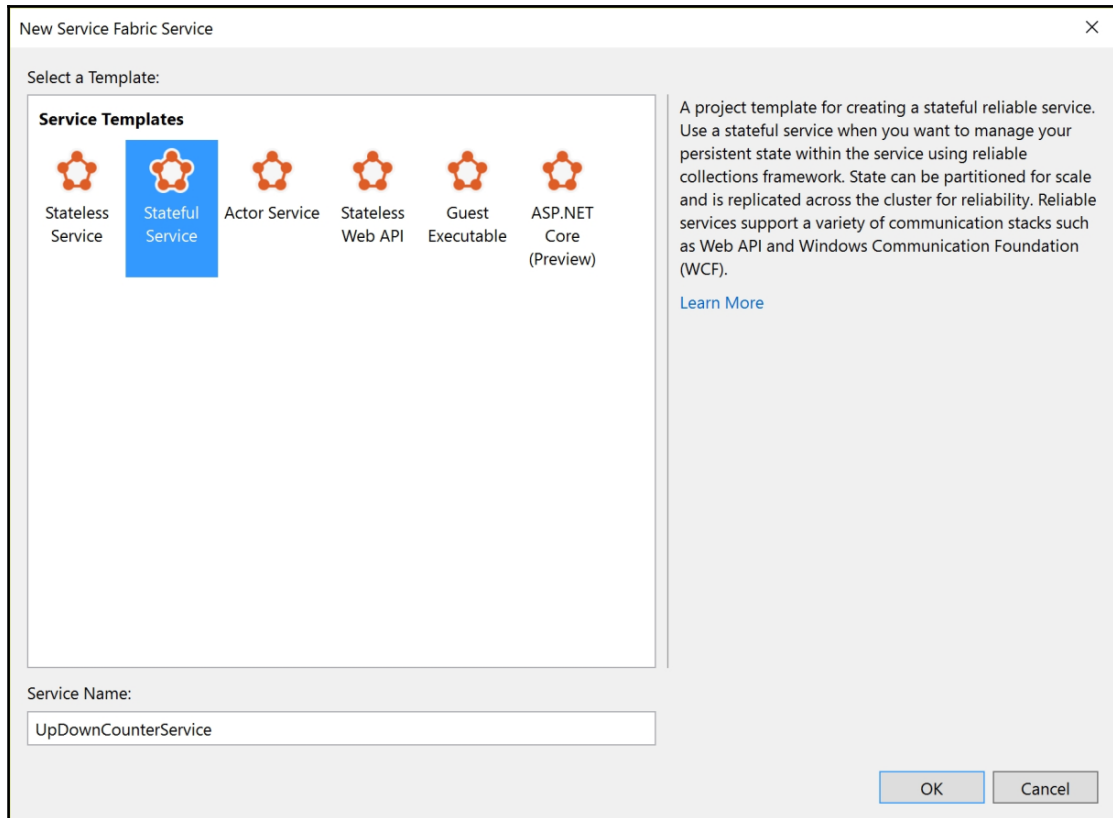 New Service Fabric Service
Select a Template:
Service Templates
Stateless
Service
Stateful
Service
Actor Service
Stateless
Web API
Guest
Executable
ASP.NET
Core
(Preview)
A project template for creating a stateful reliable service.
Use a stateful service when you want to manage your
persistent state within the service using reliable
collections framework. State can be partitioned for scale
and is replicated across the cluster for reliability. Reliable
services support a variety of communication stacks such
as Web API and Windows Communication Foundation
(WCF).
Learn More
Service Name:
UpDownCounterService
OK
Cancel